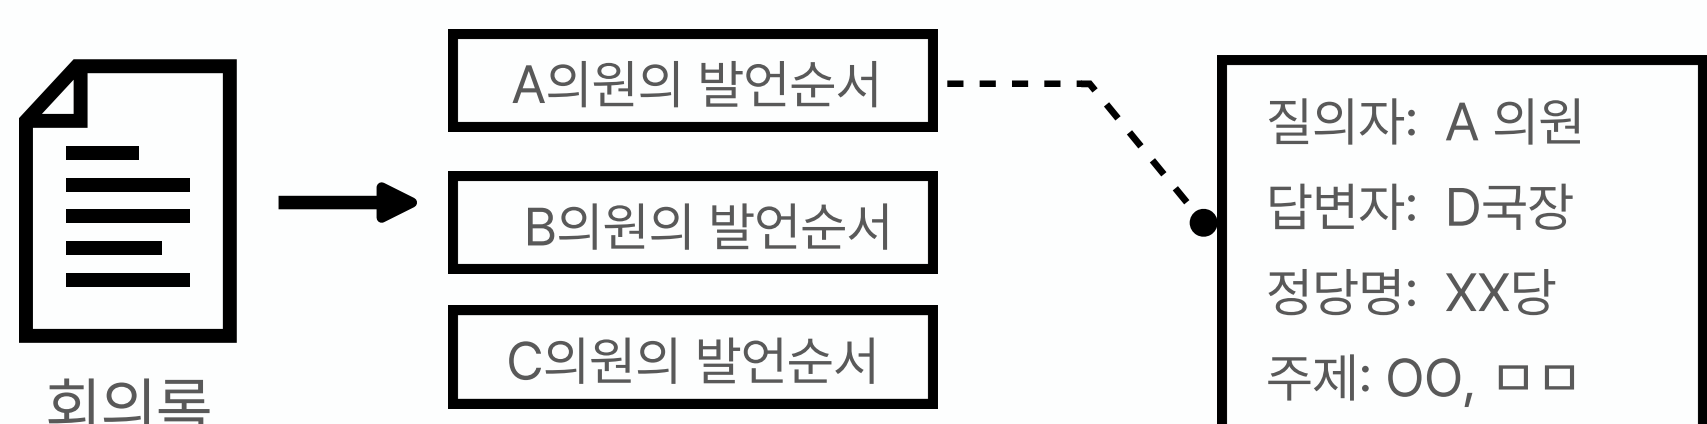 회의록
A의원의 발언순서
B의원의 발언순서
C의원의 발언순서
질의자: A 의원
답변자: D국장
정당명: XX당
주제: OO, ㅁㅁ